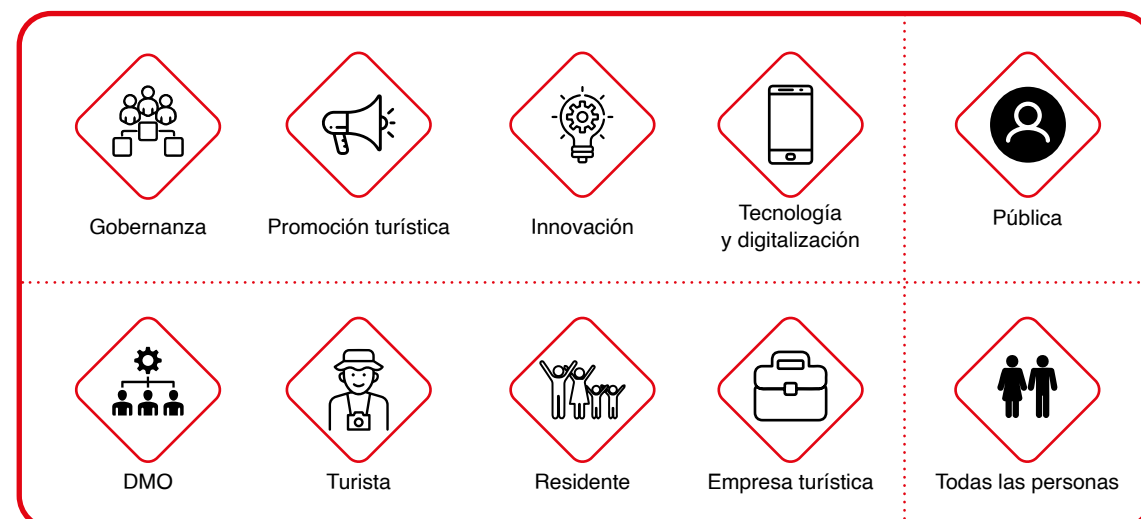 Gobernanza
Promoción turística
Innovación
Tecnología
y digitalización
Pública
DMO
Turista
Residente
Empresa turística
Todas las personas